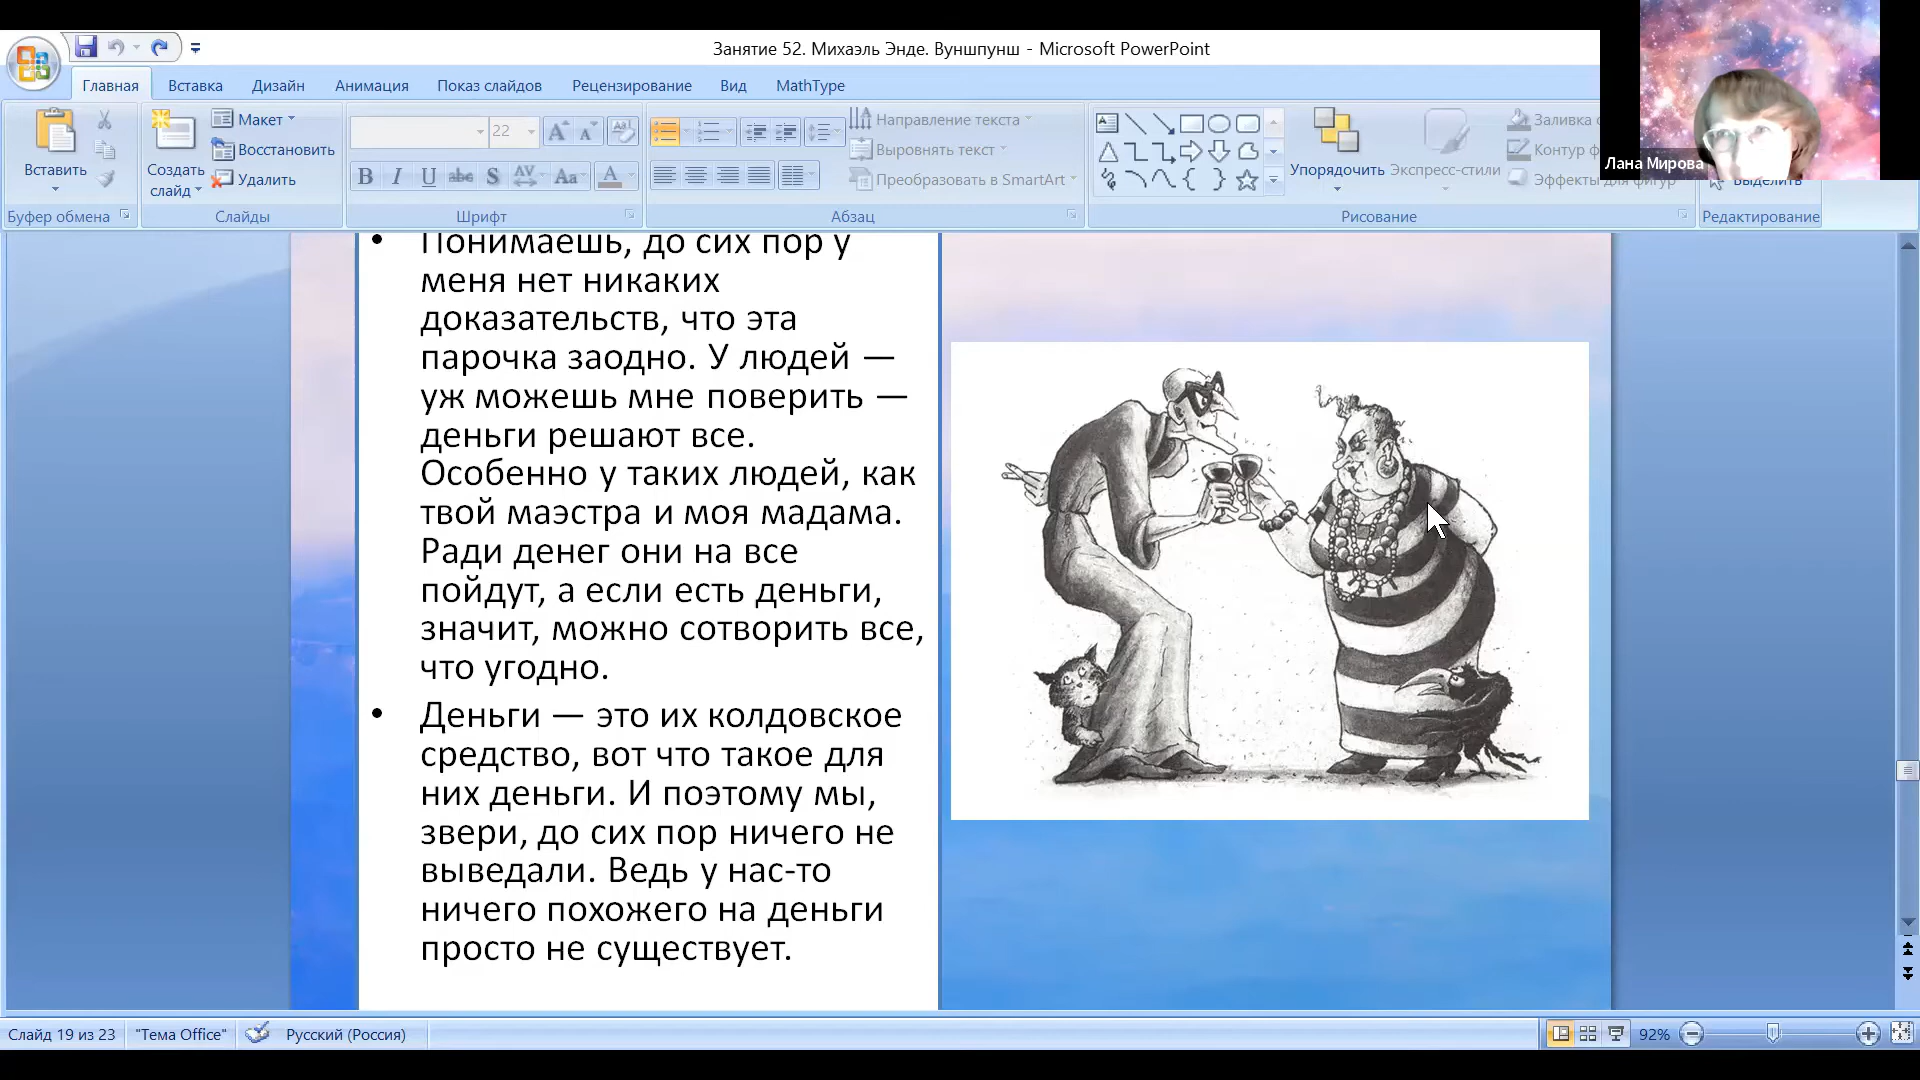 Занятие 52. Михаэль Энде. Вуншпунш - Microsoft PowerPoint
Главная Вставка Дизайн Анимация Показ слайдов Рецензирование Вид MathType
Вставить
Буфер обмена
Создать слайд
Макет
Восстановить
Удалить
Слайды
22
Шрифт
Направление текста
Выровнять текст
Преобразовать в SmartArt
Абзац
Упорядочить
Экспресс-стили
Заливка
Контур
Эффекты для фигур
Рисование
Выделить
Редактирование
Лана Мирова
• Понимаешь, до сих пор у
меня нет никаких
доказательств, что эта
парочка заодно. У людей —
уж можешь мне поверить —
деньги решают все.
Особенно у таких людей, как
твой маэстра и моя мадама.
Ради денег они на все
пойдут, а если есть деньги,
значит, можно сотворить все,
что угодно.
• Деньги — это их колдовское
средство, вот что такое для
них деньги. И поэтому мы,
звери, до сих пор ничего не
выведали. Ведь у нас-то
ничего похожего на деньги
просто не существует.
Слайд 19 из 23 "Тема Office" Русский (Россия) 92%